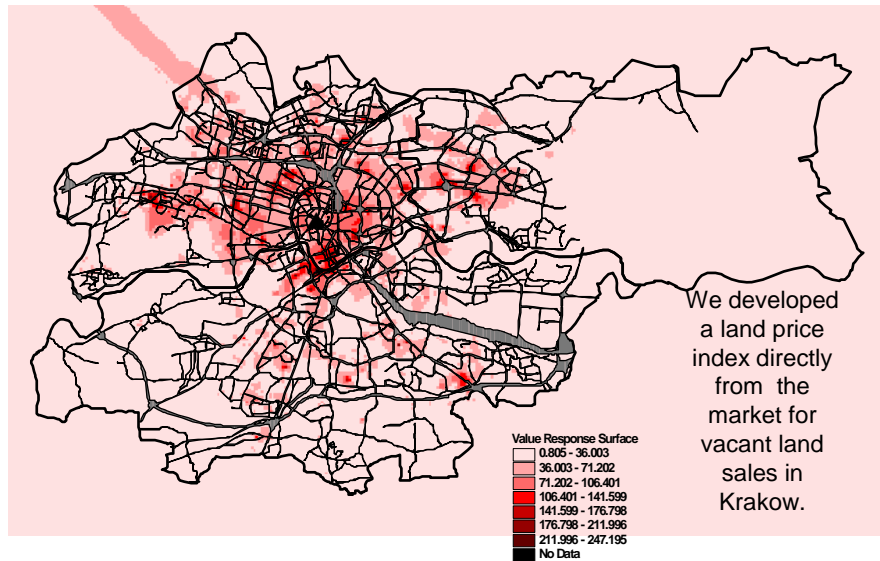 We developed
a land price
index directly
from the
market for
vacant land
sales in
Krakow.
Value Response Surface
0.805 - 36.003
36.003 - 71.202
71.202 - 106.401
106.401 - 141.599
141.599 - 176.798
176.798 - 211.996
211.996 - 247.195
No Data